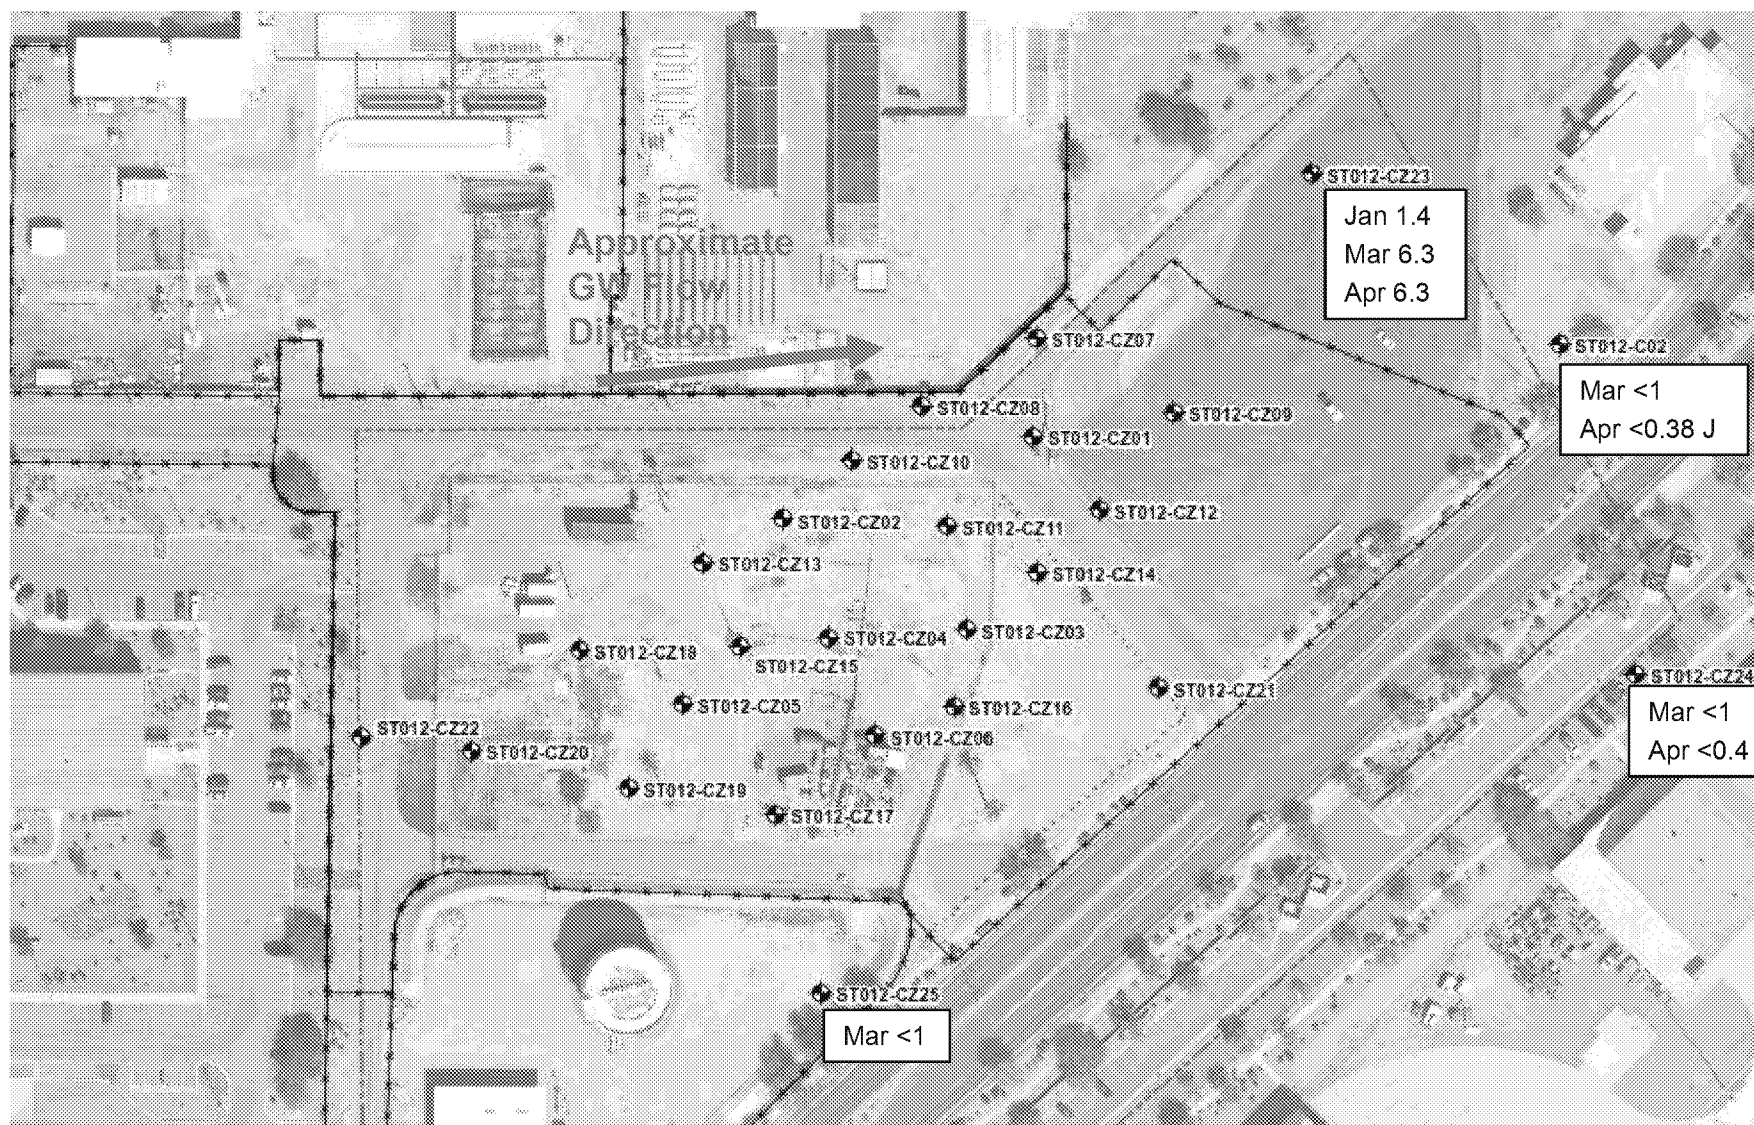 ST012-CZ23
Jan 1.4
Mar 6.3
Apr 6.3
Approximate
GW Flow
Direction
ST012-CZ07
ST012-C02
Mar <1
Apr <0.38 J
ST012-CZ08
ST012-CZ09
ST012-CZ01
ST012-CZ10
ST012-CZ02
ST012-CZ11
ST012-CZ12
ST012-CZ13
ST012-CZ14
ST012-CZ03
ST012-CZ04
ST012-CZ18
ST012-CZ15
ST012-CZ24
Mar <1
Apr <0.4
ST012-CZ21
ST012-CZ05
ST012-CZ16
ST012-CZ22
ST012-CZ06
ST012-CZ20
ST012-CZ19
ST012-CZ17
ST012-CZ25
Mar <1